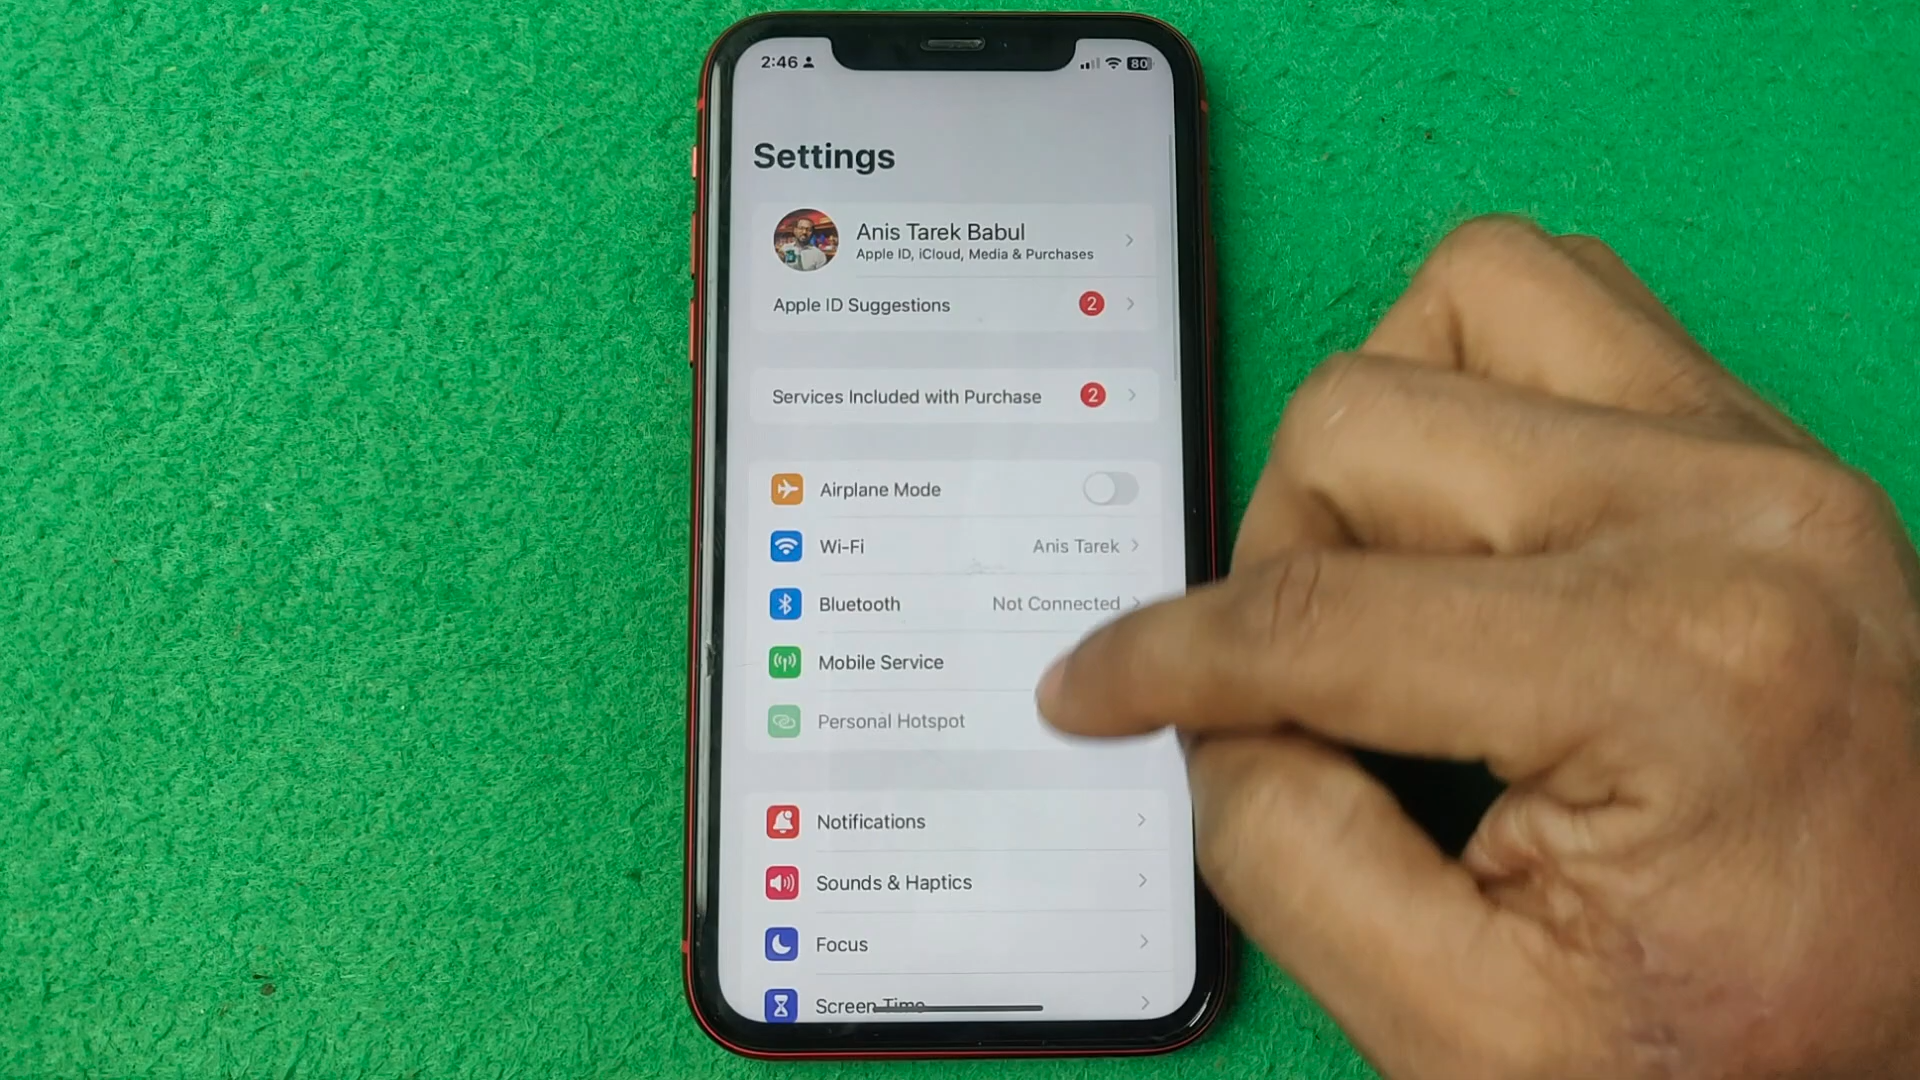 2:46
80
Settings
Anis Tarek Babul
Apple ID, iCloud, Media & Purchases
Apple ID Suggestions 2
Services Included with Purchase 2
Airplane Mode
Wi-Fi Anis Tarek
Bluetooth Not Connected
Mobile Service
Personal Hotspot
Notifications
Sounds & Haptics
Focus
Screen Time